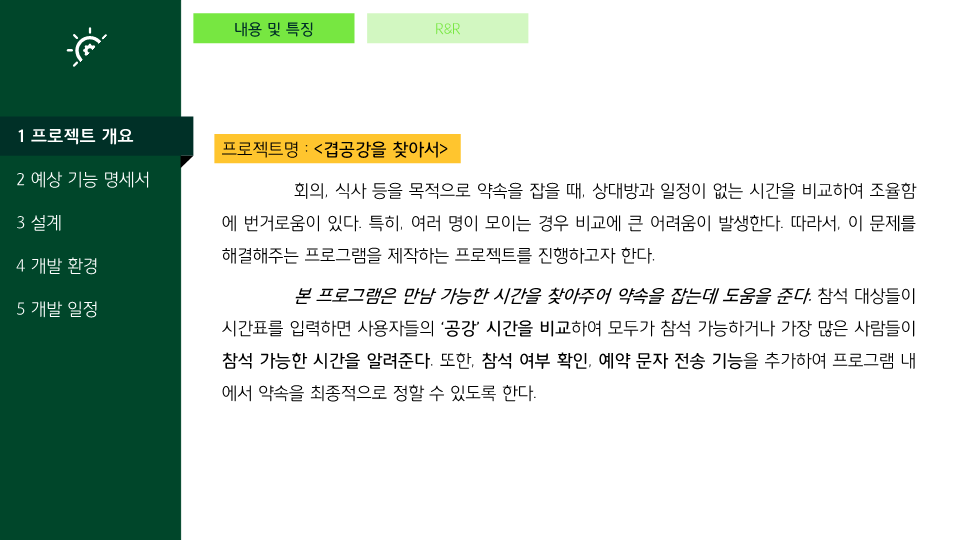 내용 및 특징
R&R
1 프로젝트 개요
2 예상 기능 명세서
3 설계
4 개발 환경
5 개발 일정
프로젝트명 : <겹공강을 찾아서>
회의, 식사 등을 목적으로 약속을 잡을 때, 상대방과 일정이 없는 시간을 비교하여 조율함
에 번거로움이 있다. 특히, 여러 명이 모이는 경우 비교에 큰 어려움이 발생한다. 따라서, 이 문제를
해결해주는 프로그램을 제작하는 프로젝트를 진행하고자 한다.
본 프로그램은 만남 가능한 시간을 찾아주어 약속을 잡는데 도움을 준다. 참석 대상들이
시간표를 입력하면 사용자들의 ‘공강’ 시간을 비교하여 모두가 참석 가능하거나 가장 많은 사람들이
참석 가능한 시간을 알려준다. 또한, 참석 여부 확인, 예약 문자 전송 기능을 추가하여 프로그램 내
에서 약속을 최종적으로 정할 수 있도록 한다.